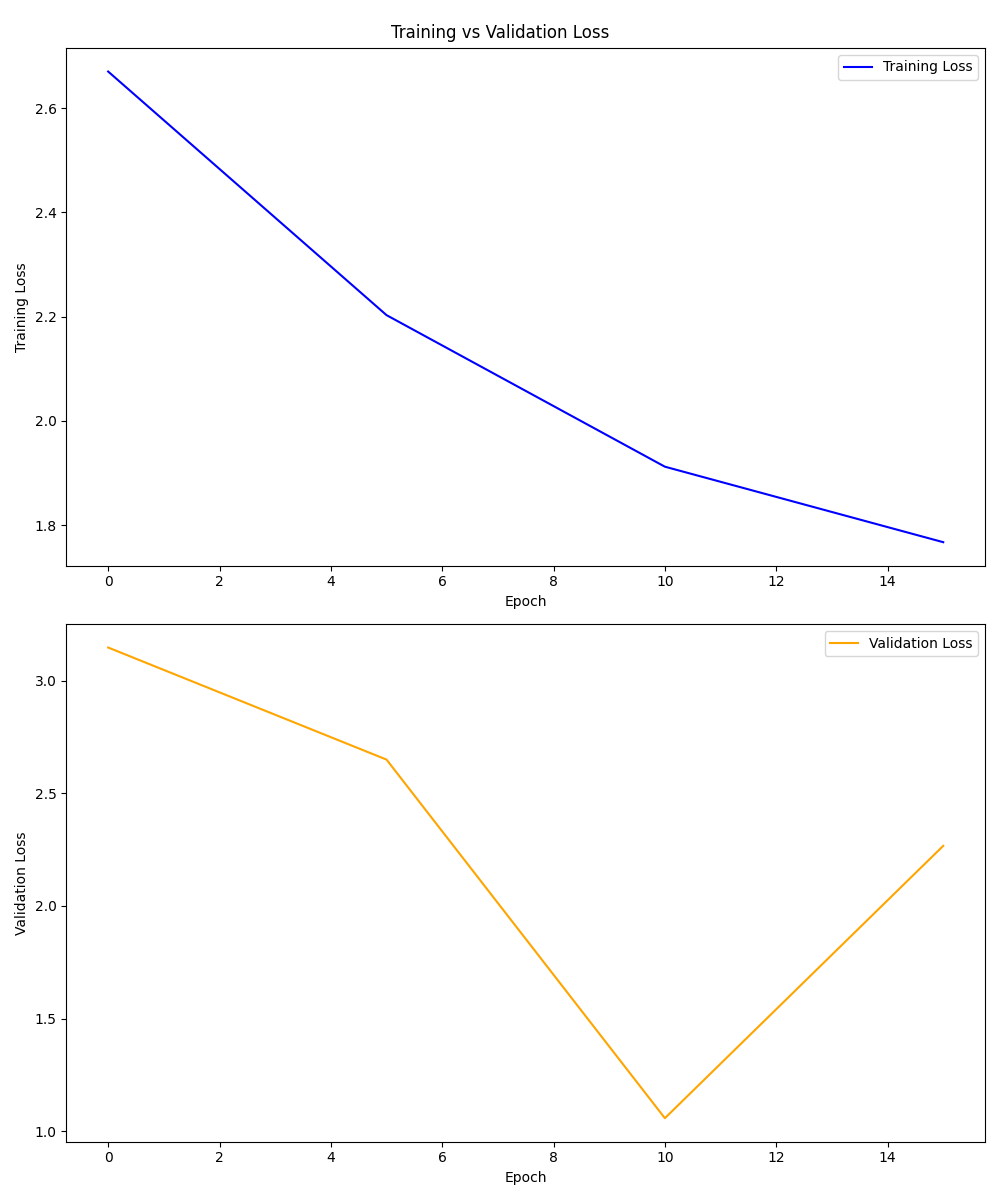 Training vs Validation Loss
Training Loss
2.6
2.4
2.2
2.0
1.8
Training Loss
0 2 4 6 8 10 12 14
Epoch
Validation Loss
3.0
2.5
2.0
1.5
1.0
Validation Loss
0 2 4 6 8 10 12 14
Epoch